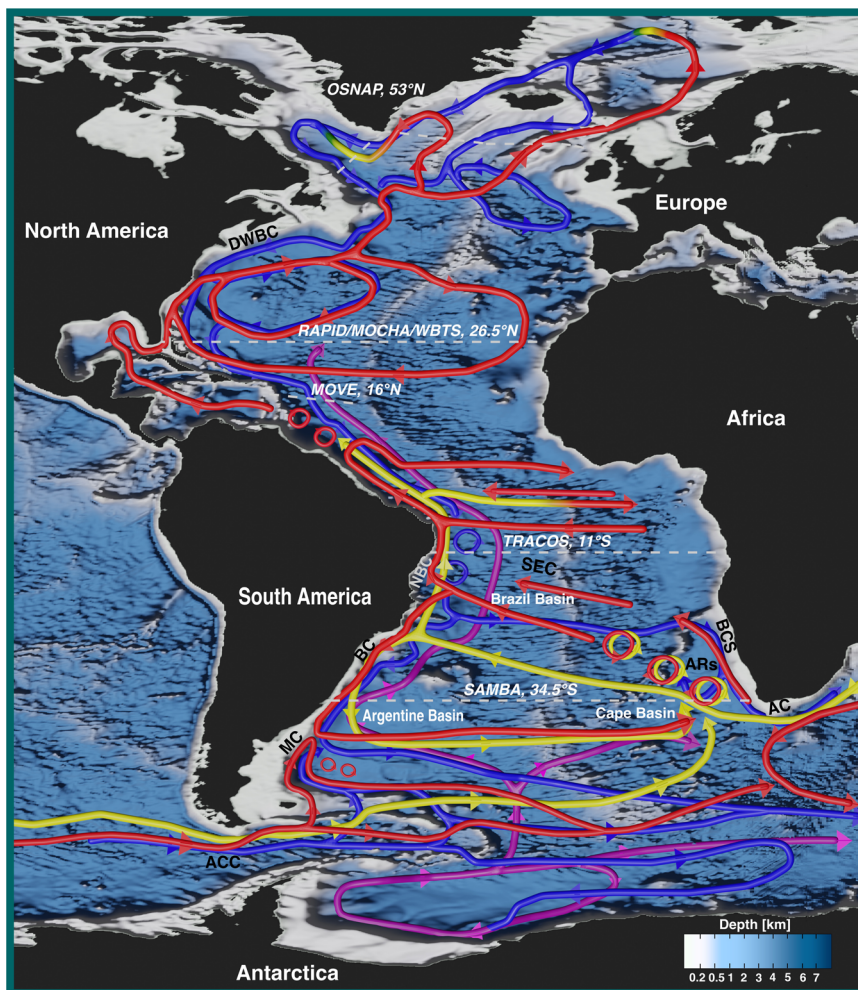 OSNAP, 53°N
North America
Europe
DWBC
RAPID/MOCHA/WBTS, 26.5°N
MOVE, 16°N
Africa
TRACOS, 11°S
NBC
SEC
South America
Brazil Basin
BC
BCS
ARs
SAMBA, 34.5°S
AC
Argentine Basin
Cape Basin
MC
ACC
Depth [km]
0.2 0.5 1 2 3 4 5 6 7
Antarctica